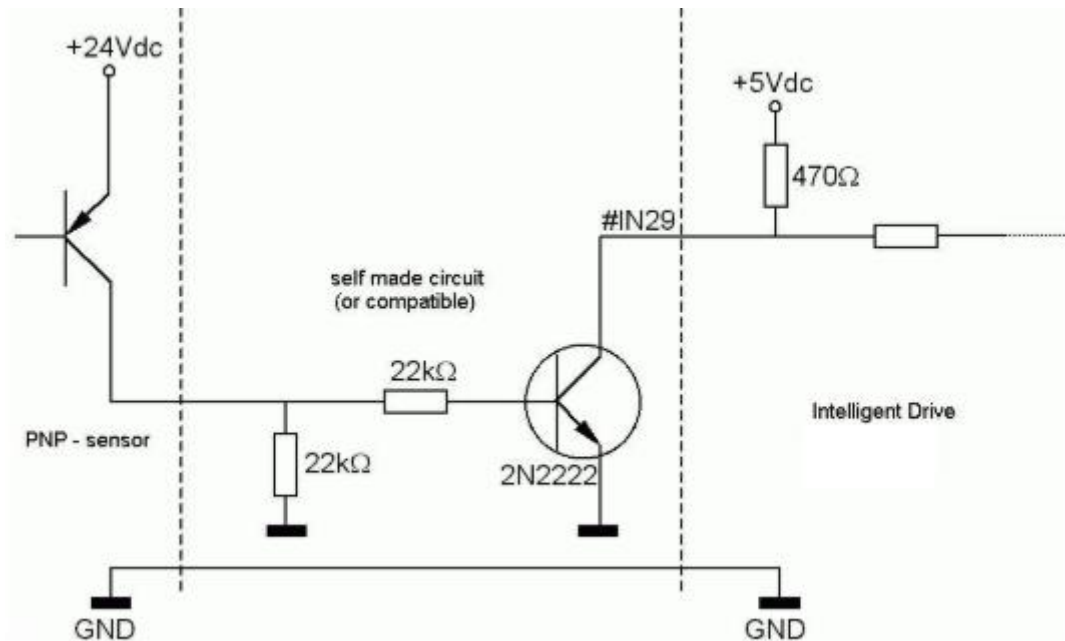 +24Vdc
+5Vdc
470Ω
#IN29
self made circuit
(or compatible)
22kΩ
Intelligent Drive
PNP - sensor
22kΩ
2N2222
GND
GND